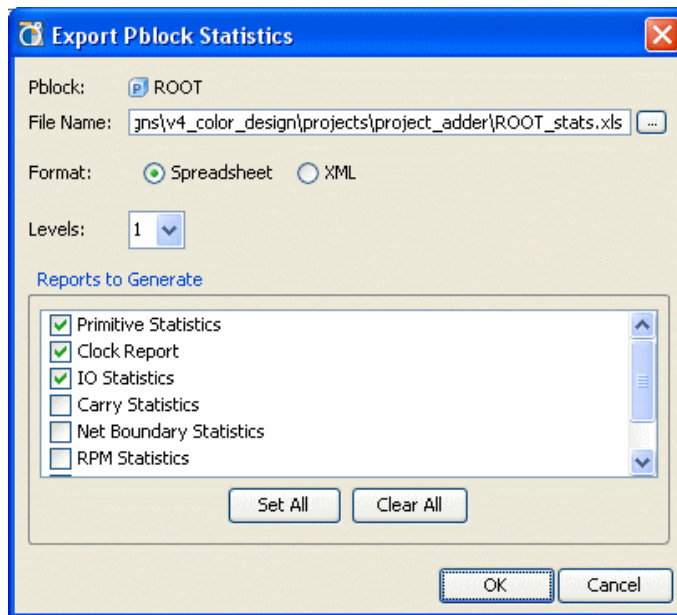 Export Pblock Statistics
Pblock: ROOT
File Name: gns\v4_color_design\projects\project_adder\ROOT_stats.xls ...
Format: Spreadsheet XML
Levels: 1
Reports to Generate
Primitive Statistics
Clock Report
IO Statistics
Carry Statistics
Net Boundary Statistics
RPM Statistics
Set All Clear All
OK Cancel